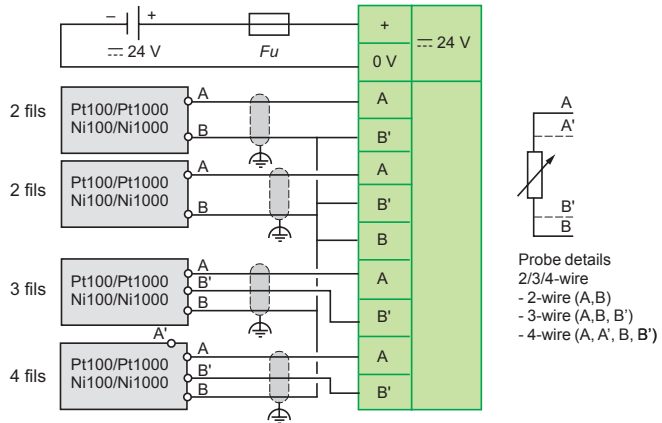 – +
⎓ 24 V
Fu
+
0 V
⎓ 24 V
2 fils
Pt100/Pt1000
Ni100/Ni1000
A
B
A
B'
2 fils
Pt100/Pt1000
Ni100/Ni1000
A
B
A
B'
B
3 fils
Pt100/Pt1000
Ni100/Ni1000
A
B'
B
A
B'
4 fils
A'
Pt100/Pt1000
Ni100/Ni1000
A
B'
B
A
B'
A
A'
B'
B
Probe details
2/3/4-wire
- 2-wire (A,B)
- 3-wire (A,B, B’)
- 4-wire (A, A’, B, B’)